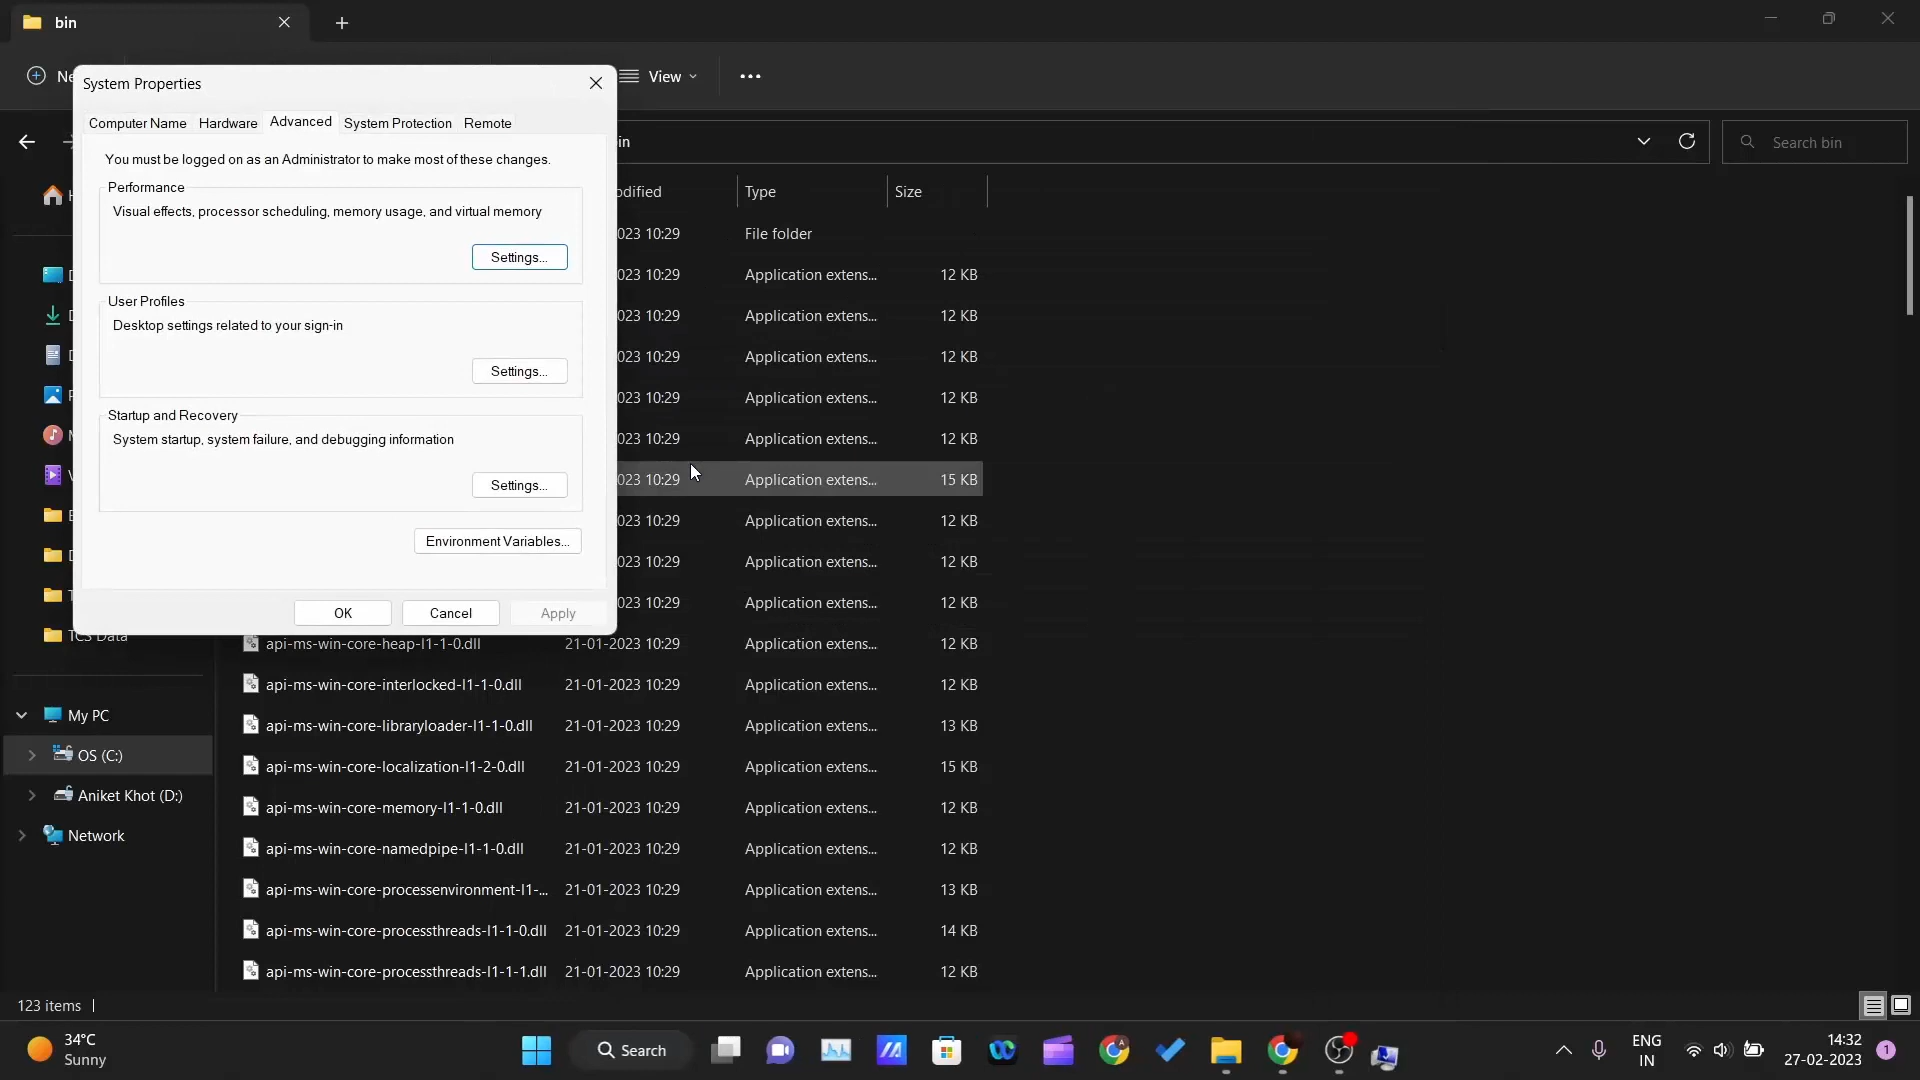 bin
System Properties
Computer Name Hardware Advanced System Protection Remote
You must be logged on as an Administrator to make most of these changes.
Performance
Visual effects, processor scheduling, memory usage, and virtual memory
Settings...
User Profiles
Desktop settings related to your sign-in
Settings...
Startup and Recovery
System startup, system failure, and debugging information
Settings...
Environment Variables...
OK Cancel Apply
View
Search bin
Type Size
023 10:29 File folder
023 10:29 Application extens... 12 KB
023 10:29 Application extens... 12 KB
023 10:29 Application extens... 12 KB
023 10:29 Application extens... 12 KB
023 10:29 Application extens... 12 KB
023 10:29 Application extens... 15 KB
023 10:29 Application extens... 12 KB
023 10:29 Application extens... 12 KB
023 10:29 Application extens... 12 KB
api-ms-win-core-heap-l1-1-0.dll 21-01-2023 10:29 Application extens... 12 KB
api-ms-win-core-interlocked-l1-1-0.dll 21-01-2023 10:29 Application extens... 12 KB
api-ms-win-core-libraryloader-l1-1-0.dll 21-01-2023 10:29 Application extens... 13 KB
api-ms-win-core-localization-l1-2-0.dll 21-01-2023 10:29 Application extens... 15 KB
api-ms-win-core-memory-l1-1-0.dll 21-01-2023 10:29 Application extens... 12 KB
api-ms-win-core-namedpipe-l1-1-0.dll 21-01-2023 10:29 Application extens... 12 KB
api-ms-win-core-processenvironment-l1-... 21-01-2023 10:29 Application extens... 13 KB
api-ms-win-core-processthreads-l1-1-0.dll 21-01-2023 10:29 Application extens... 14 KB
api-ms-win-core-processthreads-l1-1-1.dll 21-01-2023 10:29 Application extens... 12 KB
TCS Data
My PC
OS (C:)
Aniket Khot (D:)
Network
123 items
34°C
Sunny
Search
ENG
IN
14:32
27-02-2023
1